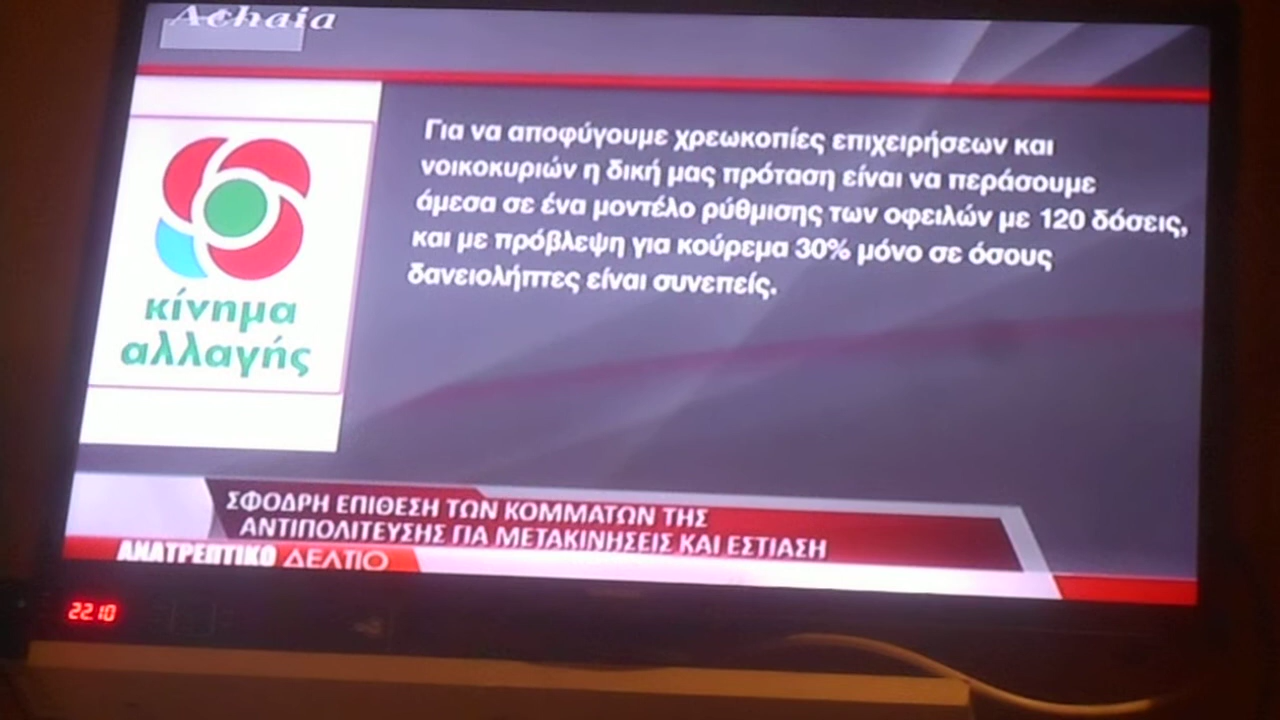 Achaia
Για να αποφύγουμε χρεωκοπίες επιχειρήσεων και
νοικοκυριών η δική μας πρόταση είναι να περάσουμε
άμεσα σε ένα μοντέλο ρύθμισης των οφειλών με 120 δόσεις,
και με πρόβλεψη για κούρεμα 30% μόνο σε όσους
δανειολήπτες είναι συνεπείς.
κίνημα
αλλαγής
ΣΦΟΔΡΗ ΕΠΙΘΕΣΗ ΤΩΝ ΚΟΜΜΑΤΩΝ ΤΗΣ
ΑΝΤΙΠΟΛΙΤΕΥΣΗΣ ΓΙΑ ΜΕΤΑΚΙΝΗΣΕΙΣ ΚΑΙ ΕΣΤΙΑΣΗ
ΑΝΑΤΡΕΠΤΙΚΟ ΔΕΛΤΙΟ
22.10